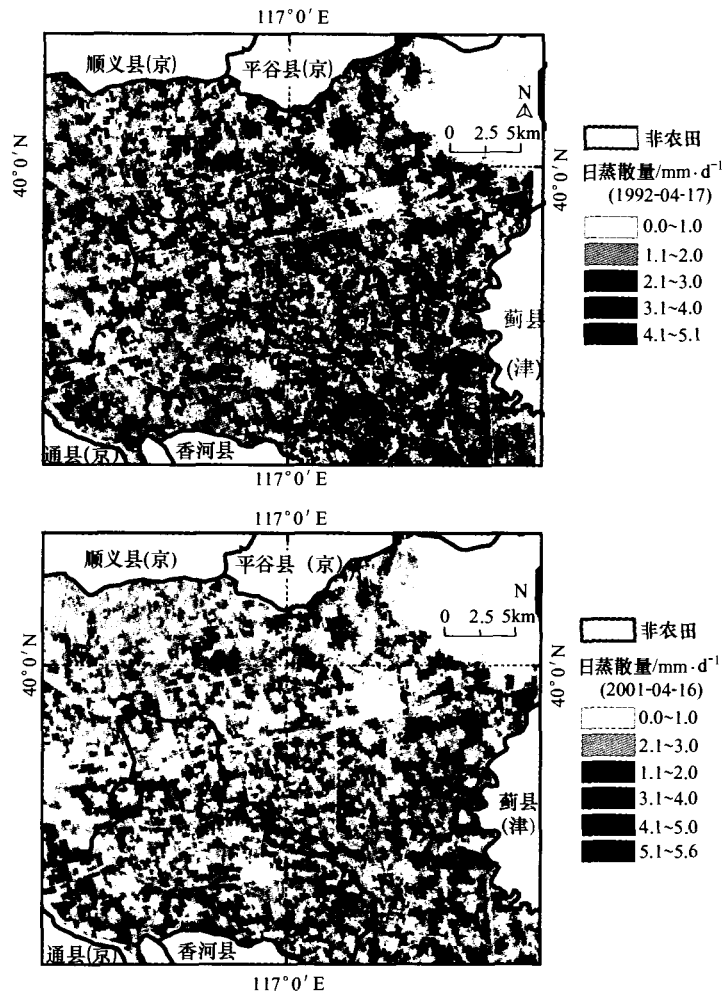 117°0′ E
顺义县(京)
平谷县(京)
N
0 2.5 5km
40°0′ N
40°0′ N
非农田
日蒸散量/mm·d⁻¹
(1992-04-17)
0.0~1.0
1.1~2.0
2.1~3.0
3.1~4.0
4.1~5.1
蓟县
(津)
通县(京)
香河县
117°0′ E
117°0′ E
顺义县(京)
平谷县(京)
N
0 2.5 5km
40°0′ N
40°0′ N
非农田
日蒸散量/mm·d⁻¹
(2001-04-16)
0.0~1.0
2.1~3.0
1.1~2.0
3.1~4.0
4.1~5.0
5.1~5.6
蓟县
(津)
通县(京)
香河县
117°0′ E